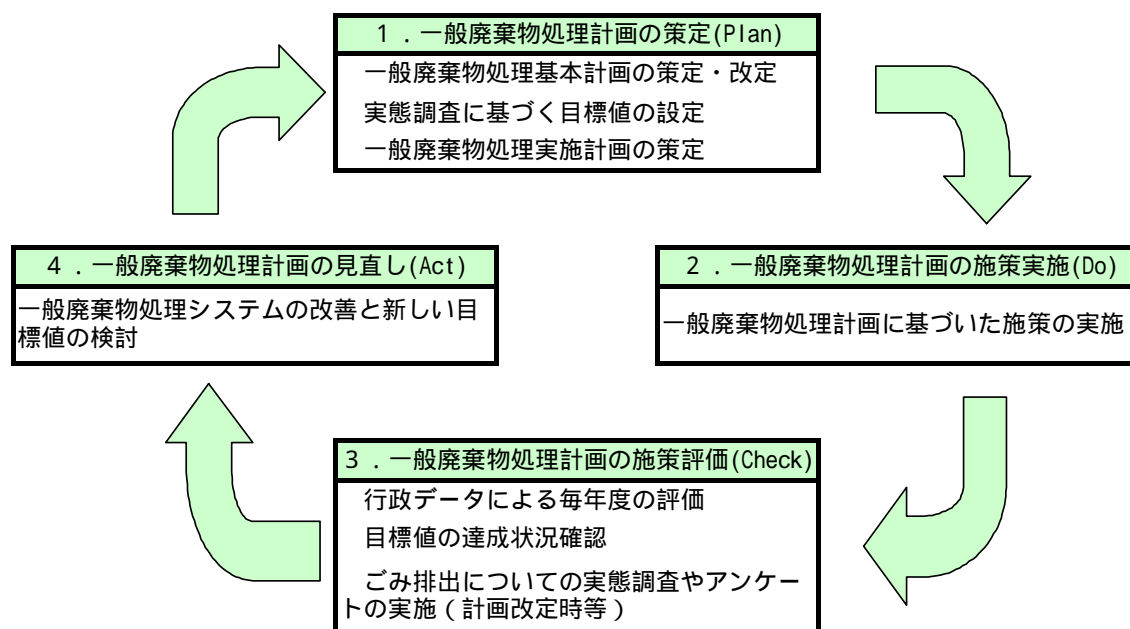 1．一般廃棄物処理計画の策定(Plan)
一般廃棄物処理基本計画の策定・改定
実態調査に基づく目標値の設定
一般廃棄物処理実施計画の策定
2．一般廃棄物処理計画の施策実施(Do)
一般廃棄物処理計画に基づいた施策の実施
3．一般廃棄物処理計画の施策評価(Check)
行政データによる毎年度の評価
目標値の達成状況確認
ごみ排出についての実態調査やアンケー
トの実施（計画改定時等）
4．一般廃棄物処理計画の見直し(Act)
一般廃棄物処理システムの改善と新しい目
標値の検討